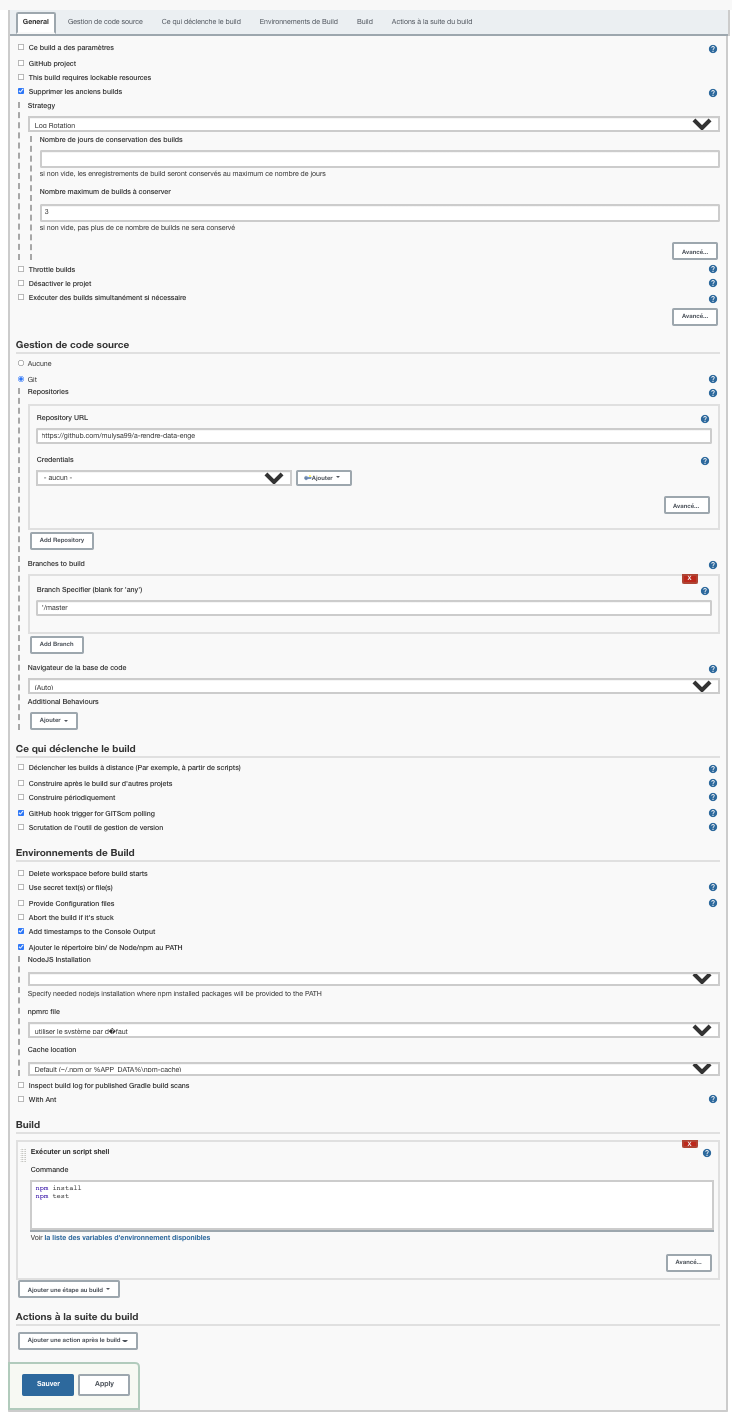 General Gestion de code source Ce qui déclenche le build Environnements de Build Build Actions à la suite du build
Ce build a des paramètres
GitHub project
This build requires lockable resources
Supprimer les anciens builds
Strategy
Log Rotation
Nombre de jours de conservation des builds
si non vide, les enregistrements de build seront conservés au maximum ce nombre de jours
Nombre maximum de builds à conserver
3
si non vide, pas plus de ce nombre de builds ne sera conservé
Avancé...
Throttle builds
Désactiver le projet
Exécuter des builds simultanément si nécessaire
Avancé...
Gestion de code source
Aucune
Git
Repositories
Repository URL
https://github.com/mulysa99/a-rendre-data-enge
Credentials
- aucun -
Ajouter
Avancé...
Add Repository
Branches to build
X
Branch Specifier (blank for 'any')
*/master
Add Branch
Navigateur de la base de code
(Auto)
Additional Behaviours
Ajouter
Ce qui déclenche le build
Déclencher les builds à distance (Par exemple, à partir de scripts)
Construire après le build sur d'autres projets
Construire périodiquement
GitHub hook trigger for GITScm polling
Scrutation de l'outil de gestion de version
Environnements de Build
Delete workspace before build starts
Use secret text(s) or file(s)
Provide Configuration files
Abort the build if it's stuck
Add timestamps to the Console Output
Ajouter le répertoire bin/ de Node/npm au PATH
NodeJS Installation
Specify needed nodejs installation where npm installed packages will be provided to the PATH
npmrc file
utiliser le système par d�faut
Cache location
Default (~/.npm or %APP_DATA%\npm-cache)
Inspect build log for published Gradle build scans
With Ant
Build
X
Exécuter un script shell
Commande
npm install
npm test
Voir la liste des variables d'environnement disponibles
Avancé...
Ajouter une étape au build
Actions à la suite du build
Ajouter une action après le build
Sauver Apply